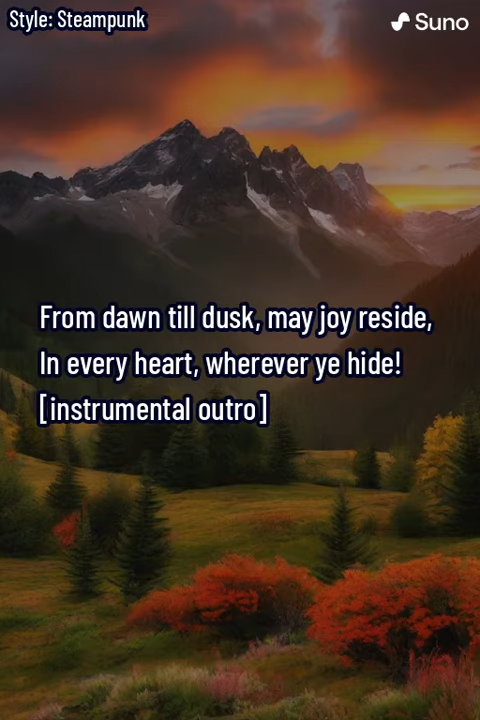 Style: Steampunk
Suno
From dawn till dusk, may joy reside,
In every heart, wherever ye hide!
[instrumental outro]